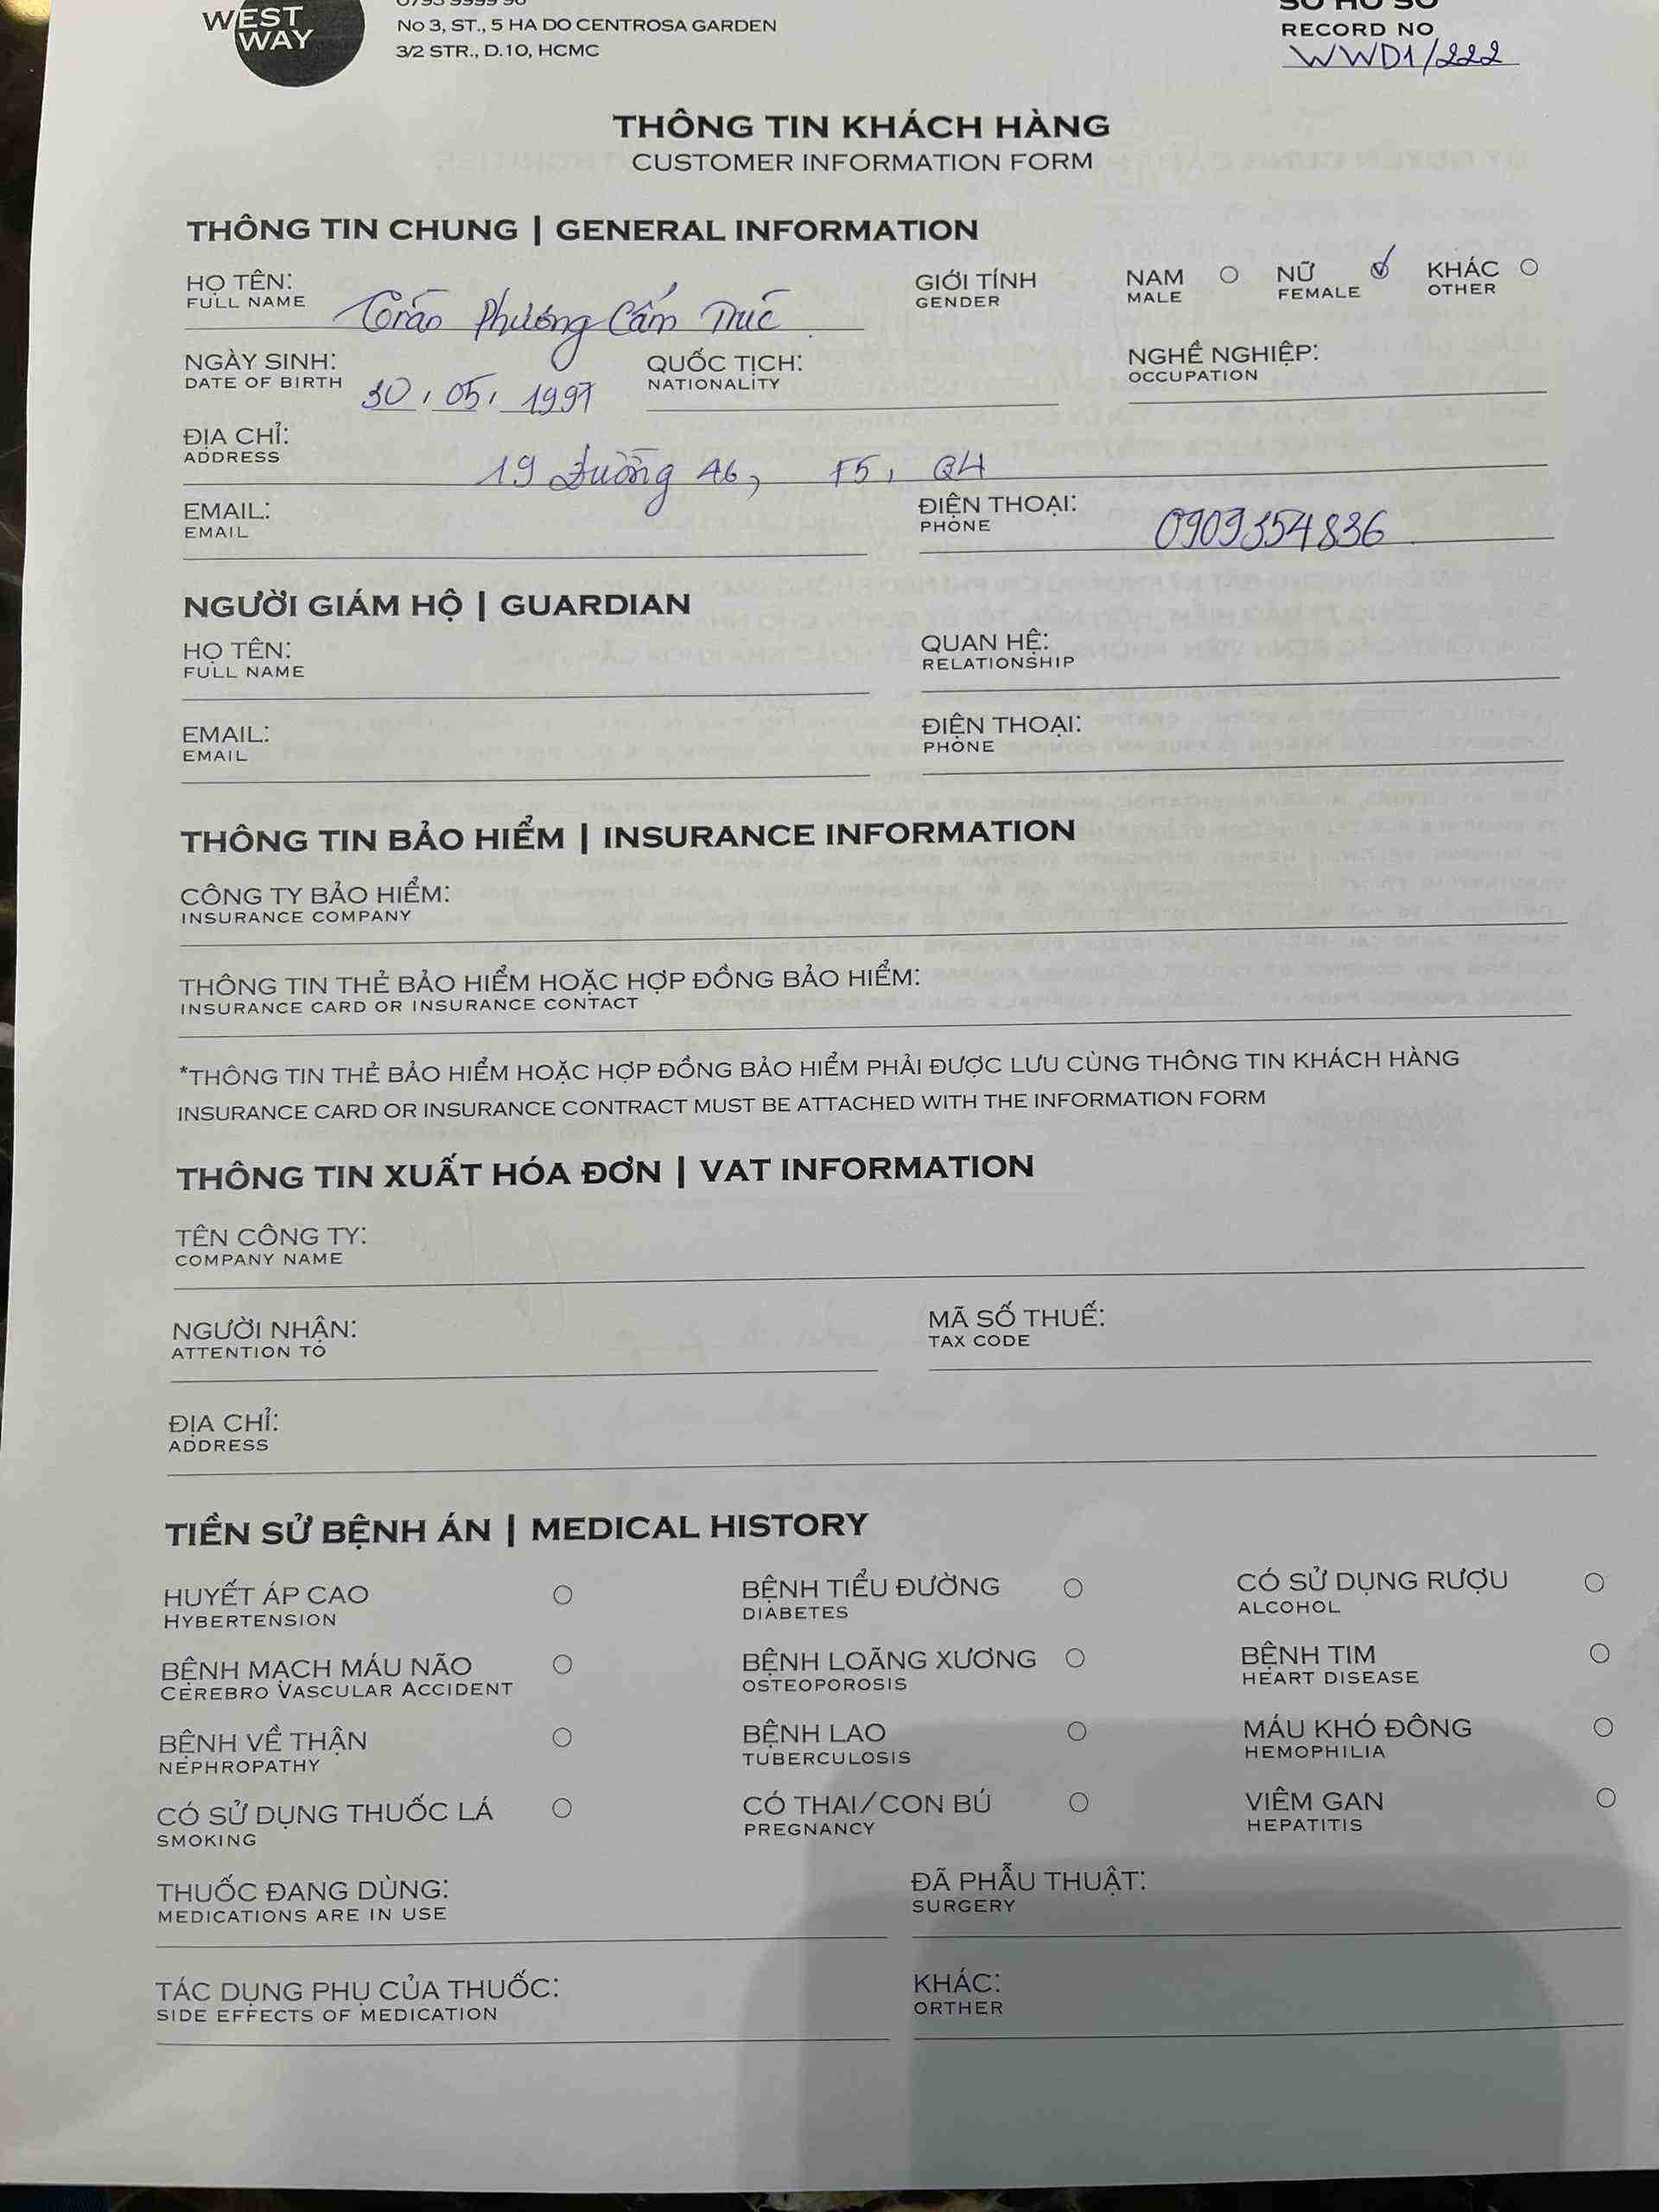 WEST
WAY
No 3, ST., 5 HA DO CENTROSA GARDEN
3/2 STR., D.10, HCMC
SỐ HỒ SƠ
RECORD NO
WWD1/222
THÔNG TIN KHÁCH HÀNG
CUSTOMER INFORMATION FORM
THÔNG TIN CHUNG | GENERAL INFORMATION
HỌ TÊN: Trần Phương Cẩm Trúc
FULL NAME
GIỚI TÍNH NAM NỮ KHÁC
GENDER MALE FEMALE OTHER
NGÀY SINH: QUỐC TỊCH: NGHỀ NGHIỆP:
DATE OF BIRTH 30, 05, 1997 NATIONALITY OCCUPATION
ĐỊA CHỈ:
ADDRESS 19 Đường 46, F5, Q4
EMAIL: ĐIỆN THOẠI:
EMAIL PHONE 0909354836
NGƯỜI GIÁM HỘ | GUARDIAN
HỌ TÊN: QUAN HỆ:
FULL NAME RELATIONSHIP
EMAIL: ĐIỆN THOẠI:
EMAIL PHONE
THÔNG TIN BẢO HIỂM | INSURANCE INFORMATION
CÔNG TY BẢO HIỂM:
INSURANCE COMPANY
THÔNG TIN THẺ BẢO HIỂM HOẶC HỢP ĐỒNG BẢO HIỂM:
INSURANCE CARD OR INSURANCE CONTACT
*THÔNG TIN THẺ BẢO HIỂM HOẶC HỢP ĐỒNG BẢO HIỂM PHẢI ĐƯỢC LƯU CÙNG THÔNG TIN KHÁCH HÀNG
INSURANCE CARD OR INSURANCE CONTRACT MUST BE ATTACHED WITH THE INFORMATION FORM
THÔNG TIN XUẤT HÓA ĐƠN | VAT INFORMATION
TÊN CÔNG TY:
COMPANY NAME
NGƯỜI NHẬN: MÃ SỐ THUẾ:
ATTENTION TO TAX CODE
ĐỊA CHỈ:
ADDRESS
TIỀN SỬ BỆNH ÁN | MEDICAL HISTORY
HUYẾT ÁP CAO BỆNH TIỂU ĐƯỜNG CÓ SỬ DỤNG RƯỢU
HYBERTENSION DIABETES ALCOHOL
BỆNH MẠCH MÁU NÃO BỆNH LOÃNG XƯƠNG BỆNH TIM
CEREBRO VASCULAR ACCIDENT OSTEOPOROSIS HEART DISEASE
BỆNH VỀ THẬN BỆNH LAO MÁU KHÓ ĐÔNG
NEPHROPATHY TUBERCULOSIS HEMOPHILIA
CÓ SỬ DỤNG THUỐC LÁ CÓ THAI/CON BÚ VIÊM GAN
SMOKING PREGNANCY HEPATITIS
THUỐC ĐANG DÙNG: ĐÃ PHẪU THUẬT:
MEDICATIONS ARE IN USE SURGERY
TÁC DỤNG PHỤ CỦA THUỐC: KHÁC:
SIDE EFFECTS OF MEDICATION ORTHER